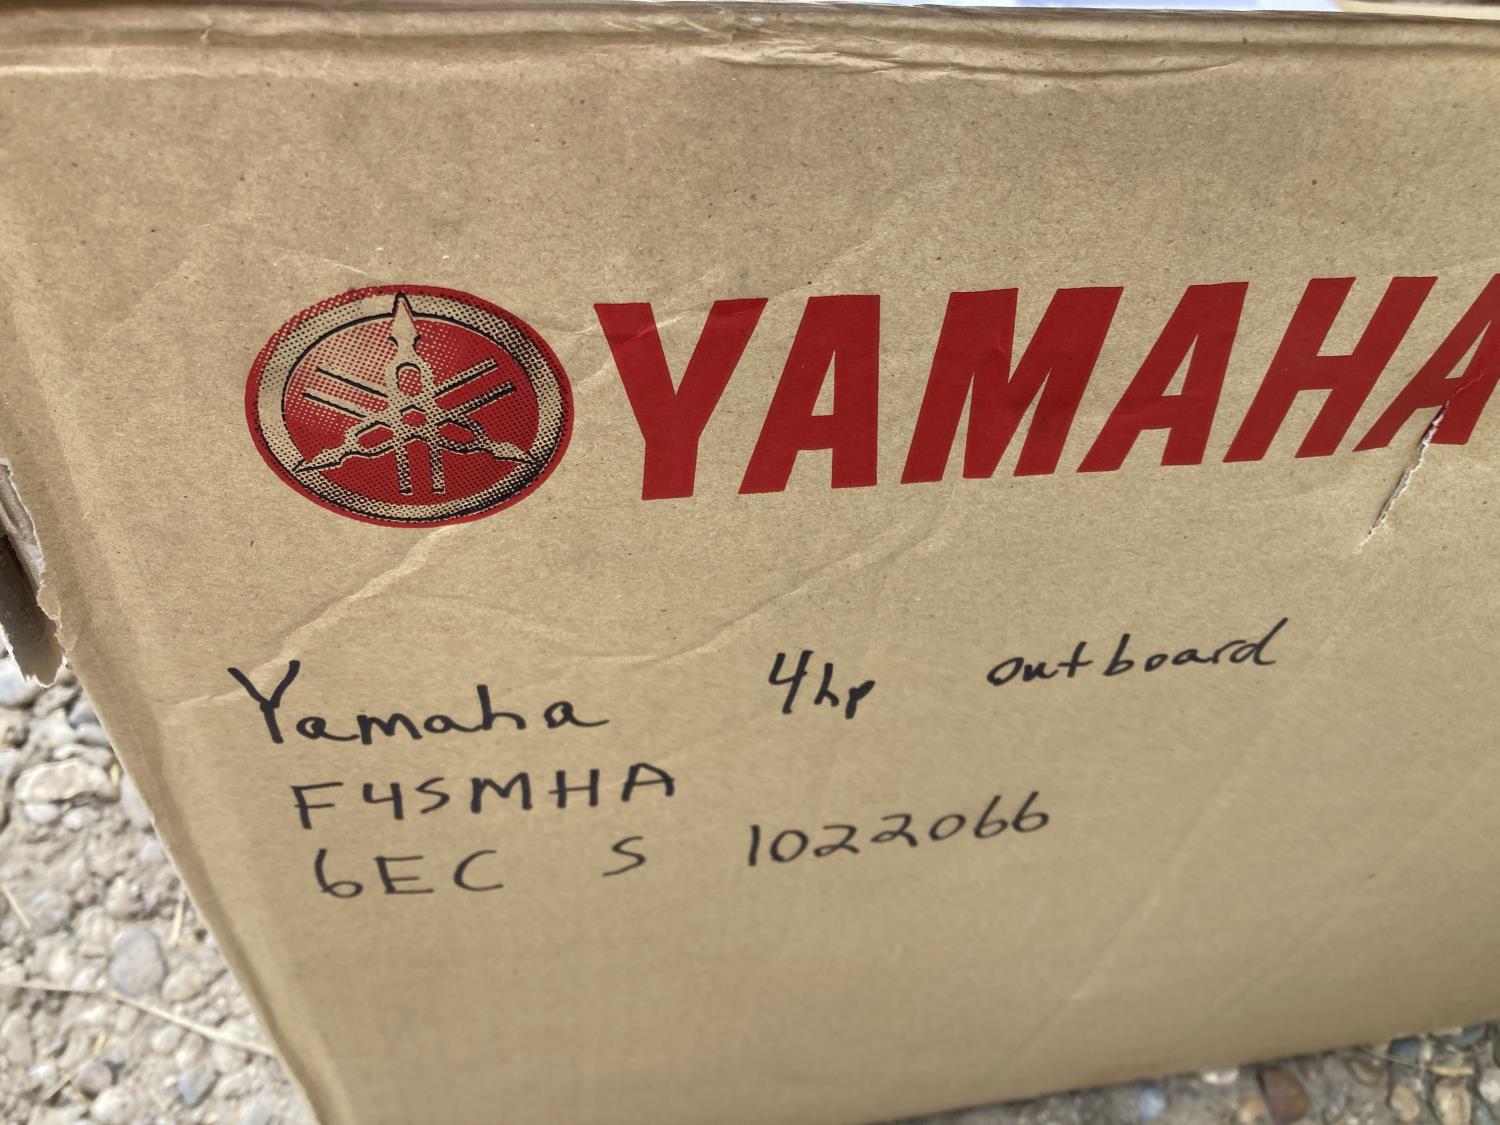 YAMAHA
Yamaha 4hp outboard
F4SMHA
6EC S 1022066